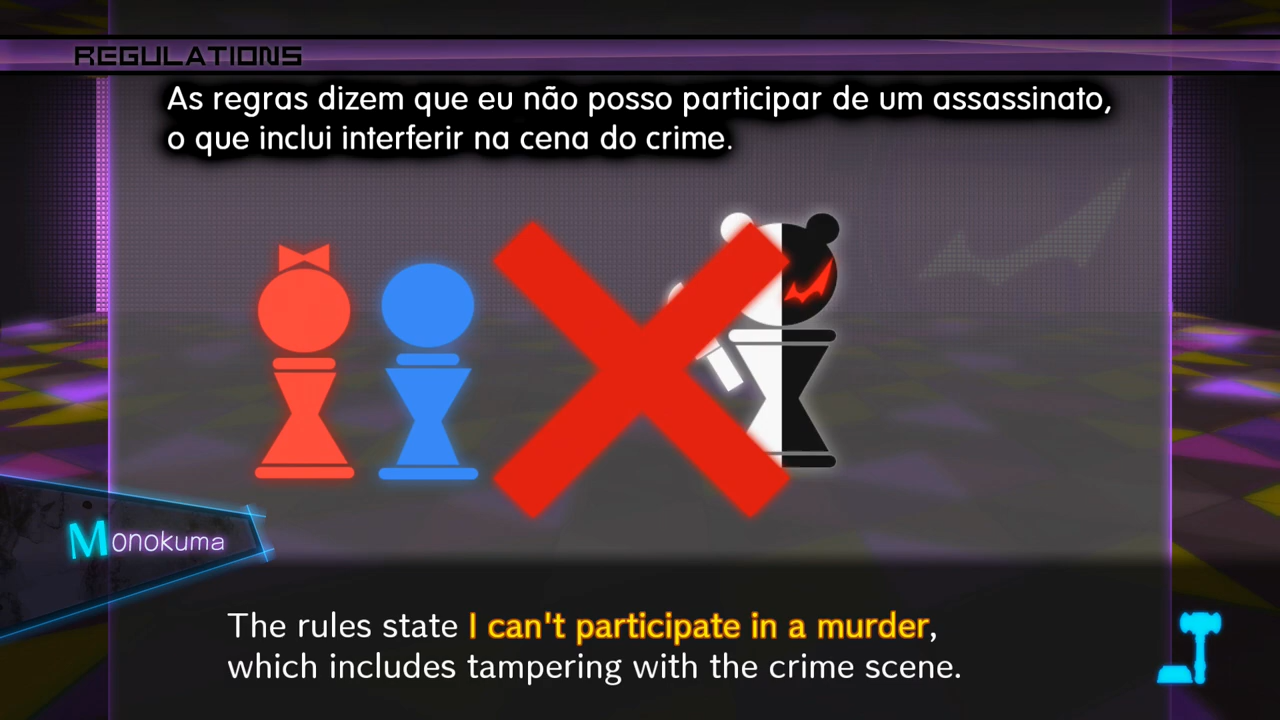 REGULATIONS
As regras dizem que eu não posso participar de um assassinato,
o que inclui interferir na cena do crime.
Monokuma
The rules state I can't participate in a murder,
which includes tampering with the crime scene.